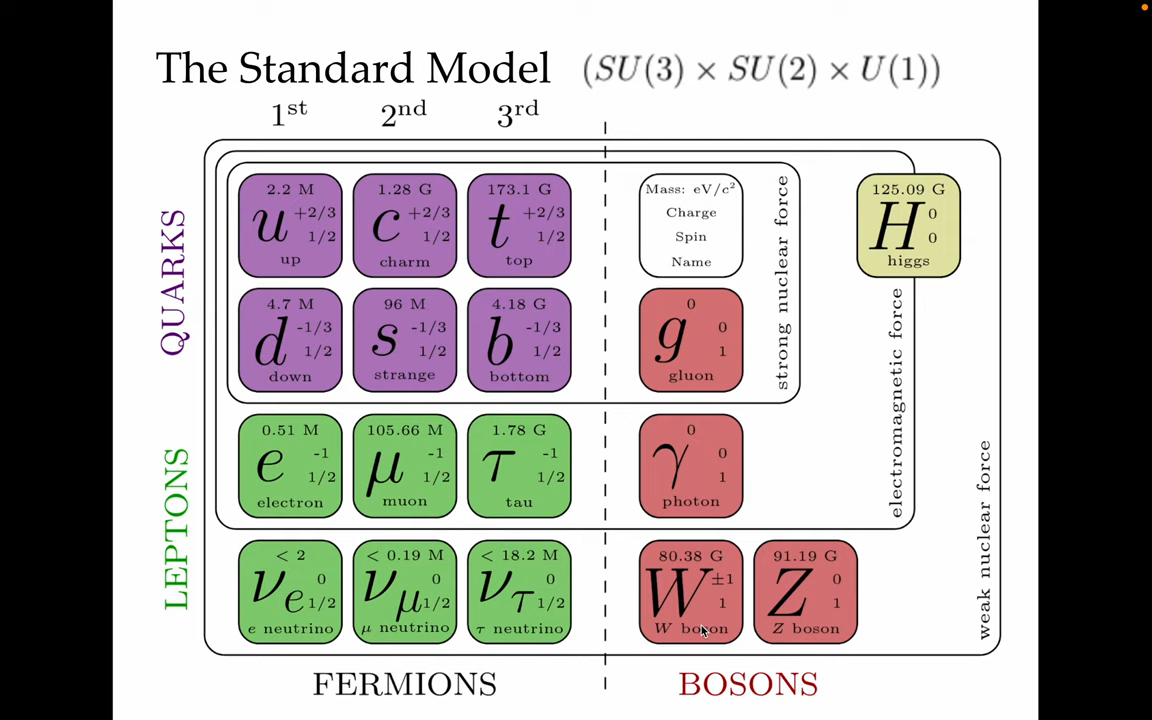 The Standard Model (SU(3) × SU(2) × U(1))
1st 2nd 3rd
QUARKS
2.2 M
u +2/3
1/2
up
1.28 G
c +2/3
1/2
charm
173.1 G
t +2/3
1/2
top
Mass: eV/c²
Charge
Spin
Name
strong nuclear force
125.09 G
H 0
0
higgs
4.7 M
d -1/3
1/2
down
96 M
s -1/3
1/2
strange
4.18 G
b -1/3
1/2
bottom
0
g 0
1
gluon
electromagnetic force
LEPTONS
0.51 M
e -1
1/2
electron
105.66 M
μ -1
1/2
muon
1.78 G
τ -1
1/2
tau
0
γ 0
1
photon
weak nuclear force
< 2
νe 0
1/2
e neutrino
< 0.19 M
νμ 0
1/2
μ neutrino
< 18.2 M
ντ 0
1/2
τ neutrino
80.38 G
W ±1
1
W boson
91.19 G
Z 0
1
Z boson
FERMIONS BOSONS